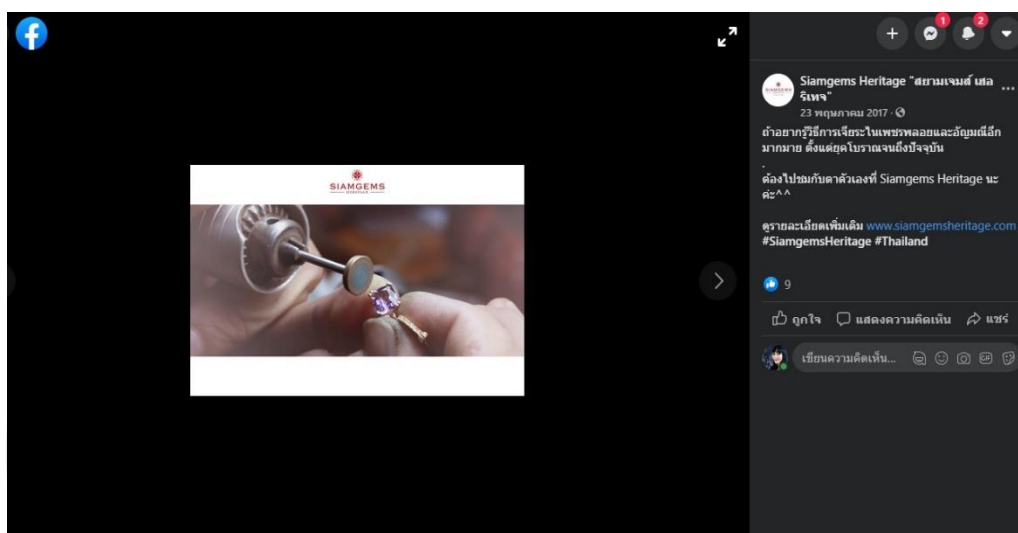 1
2
SIAMGEMS
HERITAGE
Siamgems Heritage "สยามเจมส์ เฮอ
ริเทจ"
23 พฤษภาคม 2017
ถ้าอยากรู้วิธีการเจียระไนเพชรพลอยและอัญมณีอีก
มากมาย ตั้งแต่ยุคโบราณจนถึงปัจจุบัน
.
ต้องไปชมกับตาตัวเองที่ Siamgems Heritage นะ
ค่ะ^^
ดูรายละเอียดเพิ่มเติม www.siamgemsheritage.com
#SiamgemsHeritage #Thailand
9
ถูกใจ แสดงความคิดเห็น แชร์
เขียนความคิดเห็น... GIF